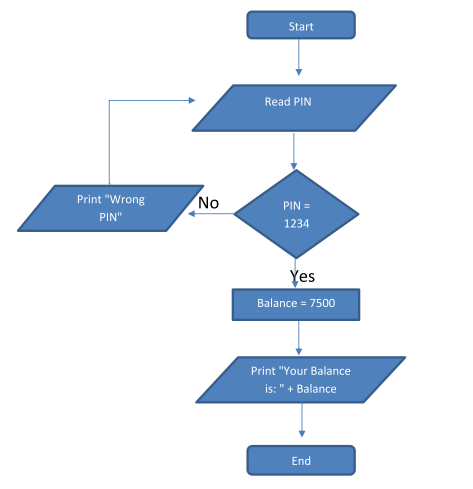 Start
Read PIN
Print "Wrong
PIN"
No
PIN =
1234
Yes
Balance = 7500
Print "Your Balance
is: " + Balance
End